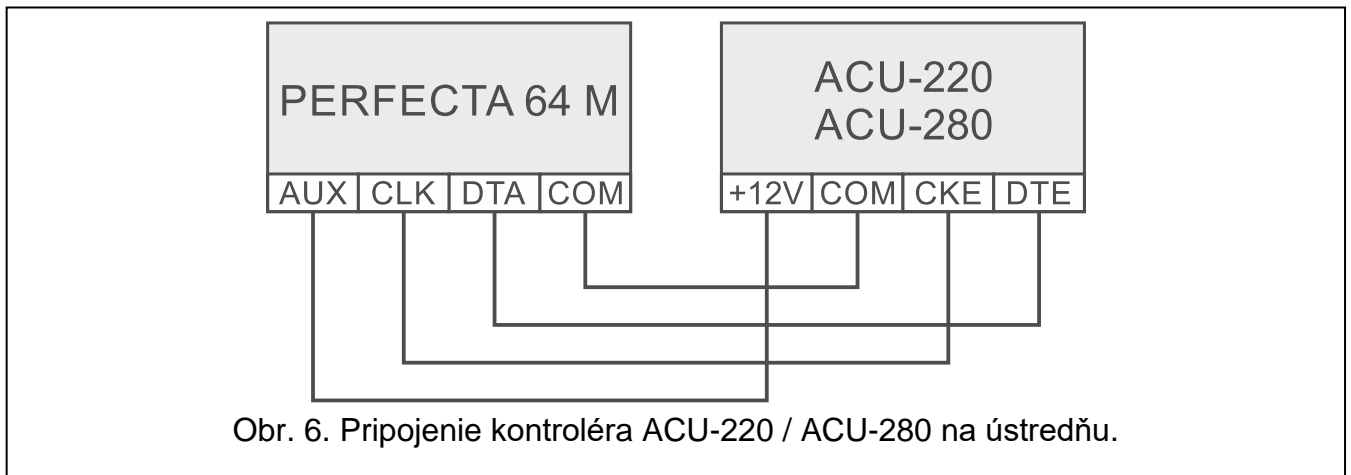 PERFECTA 64 M
AUX CLK DTA COM
ACU-220
ACU-280
+12V COM CKE DTE
Obr. 6. Pripojenie kontroléra ACU-220 / ACU-280 na ústredňu.